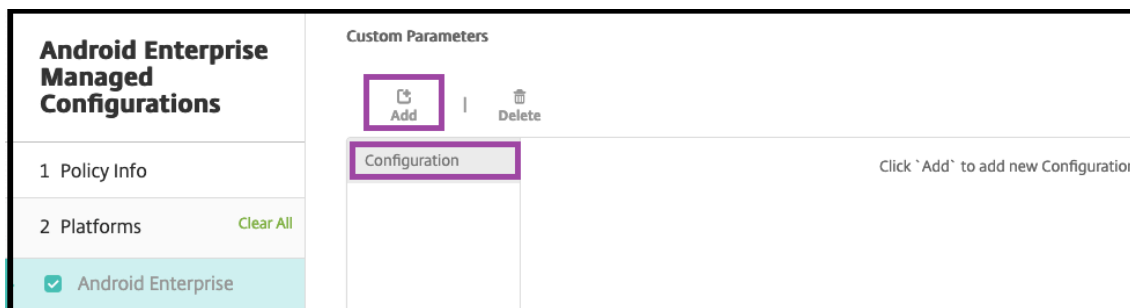 Android Enterprise
Managed
Configurations
1 Policy Info
2 Platforms
Clear All
Android Enterprise
Custom Parameters
Add
Delete
Configuration
Click `Add` to add new Configuration